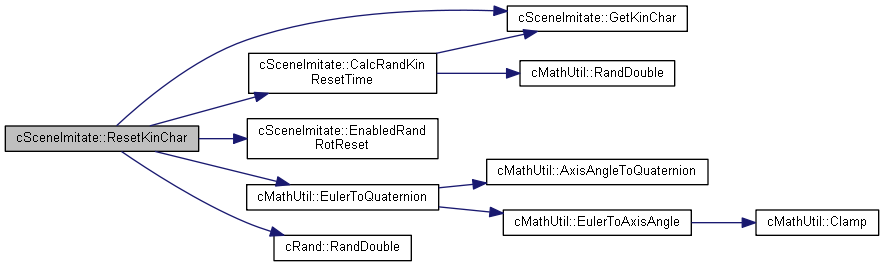 cSceneImitate::GetKinChar
cSceneImitate::CalcRandKin
ResetTime
cMathUtil::RandDouble
cSceneImitate::ResetKinChar
cSceneImitate::EnabledRand
RotReset
cMathUtil::AxisAngleToQuaternion
cMathUtil::EulerToQuaternion
cMathUtil::EulerToAxisAngle
cMathUtil::Clamp
cRand::RandDouble